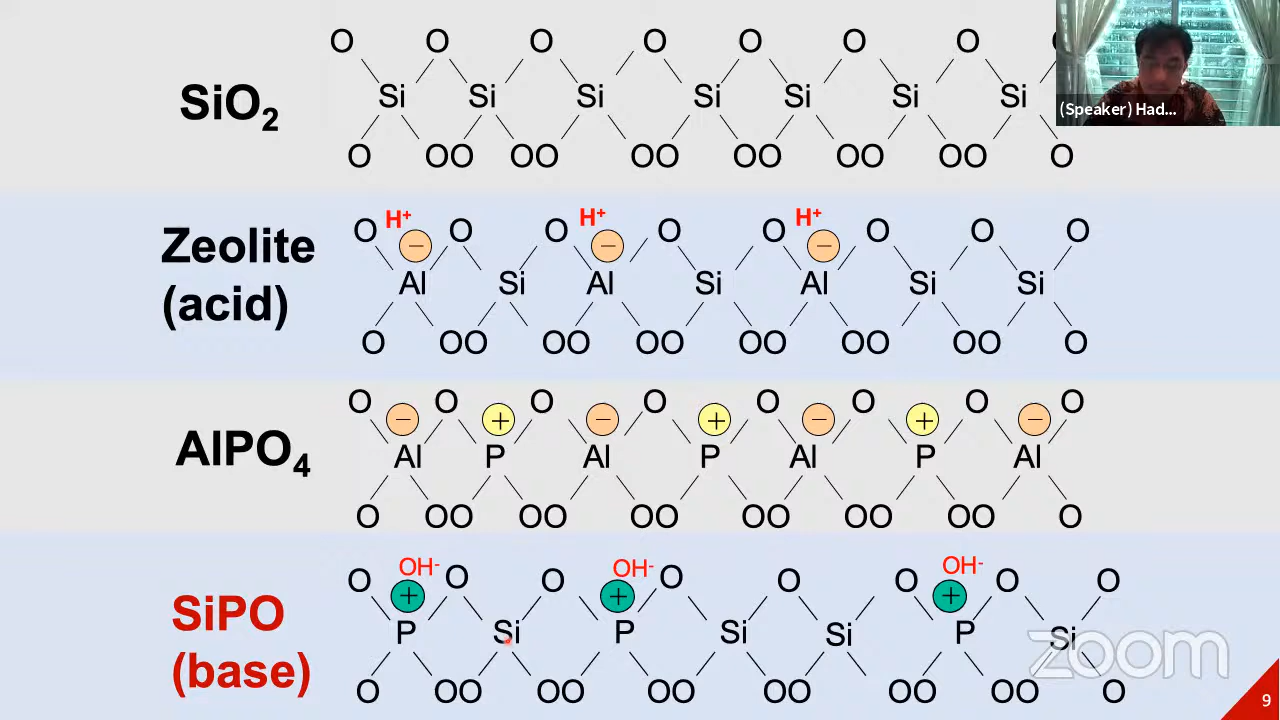 O O O O O O O
SiO₂ Si Si Si Si Si Si Si
O OO OO OO OO OO OO O
(Speaker) Had...
H⁺ H⁺ H⁺
O O O O O O O O
− − −
Zeolite
(acid)
Al Si Al Si Al Si Si
O OO OO OO OO OO OO O
O O O O O O O O
− + − + − + −
AlPO₄ Al P Al P Al P Al
O OO OO OO OO OO OO O
OH⁻ OH⁻ OH⁻
O O O O O O O O
+ + +
SiPO
(base)
P Si P Si Si P Si
O OO OO OO OO OO OO O
zoom
9